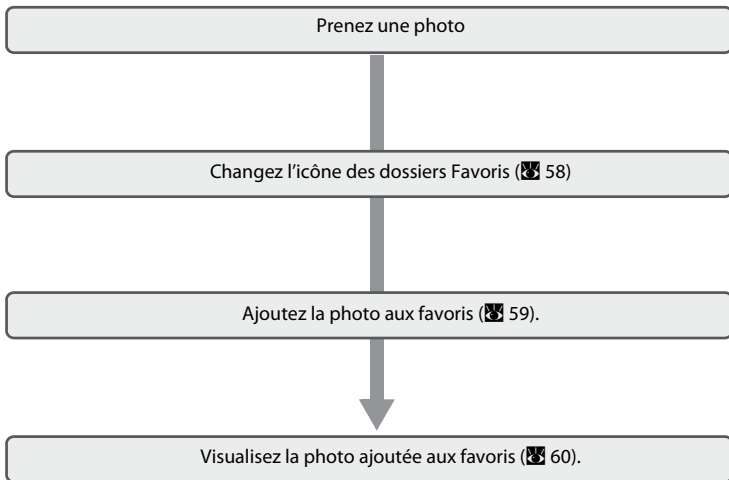 Prenez une photo
Changez l'icône des dossiers Favoris (58)
Ajoutez la photo aux favoris (59).
Visualisez la photo ajoutée aux favoris (60).